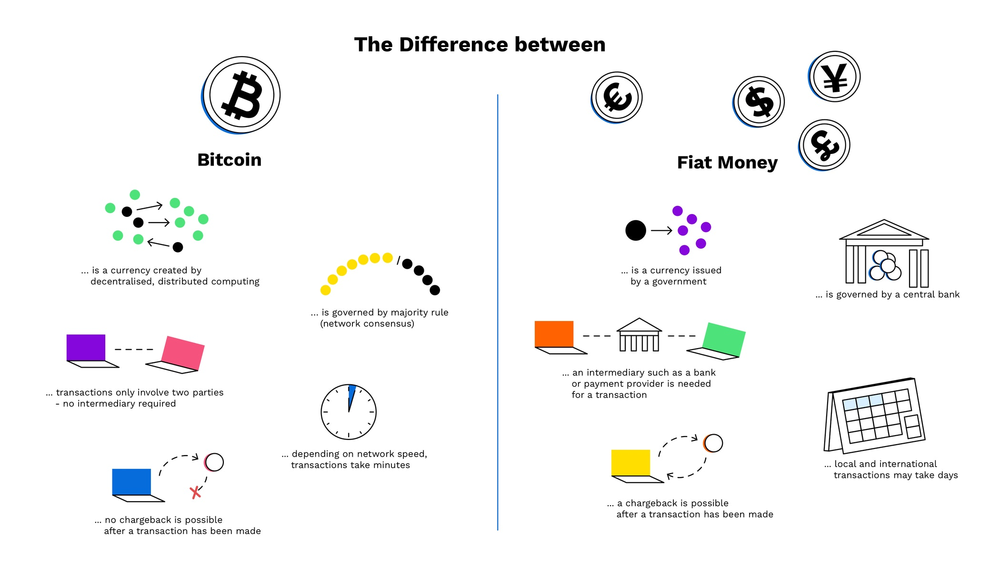 The Difference between
Bitcoin
... is a currency created by
decentralised, distributed computing
... is governed by majority rule
(network consensus)
... transactions only involve two parties
- no intermediary required
... depending on network speed,
transactions take minutes
... no chargeback is possible
after a transaction has been made
€
$
¥
£
Fiat Money
... is a currency issued
by a government
... is governed by a central bank
... an intermediary such as a bank
or payment provider is needed
for a transaction
... local and international
transactions may take days
... a chargeback is possible
after a transaction has been made